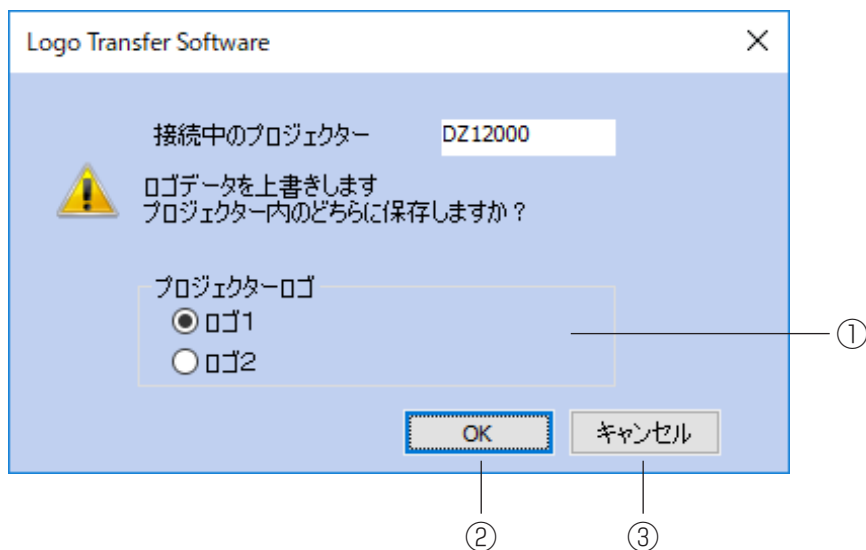 Logo Transfer Software
接続中のプロジェクター DZ12000
ロゴデータを上書きします
プロジェクター内のどちらに保存しますか？
プロジェクターロゴ
ロゴ1
①
ロゴ2
OK キャンセル
② ③